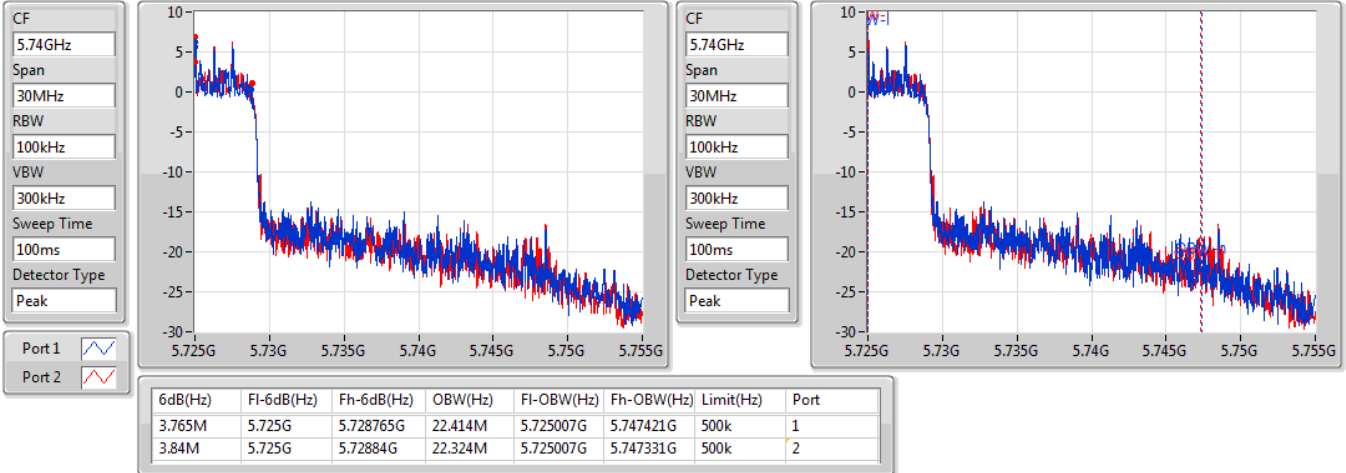 CF
5.74GHz
Span
30MHz
RBW
100kHz
VBW
300kHz
Sweep Time
100ms
Detector Type
Peak
Port 1
Port 2
10
5
0
-5
-10
-15
-20
-25
-30
5.725G 5.73G 5.735G 5.74G 5.745G 5.75G 5.755G
CF
5.74GHz
Span
30MHz
RBW
100kHz
VBW
300kHz
Sweep Time
100ms
Detector Type
Peak
10
5
0
-5
-10
-15
-20
-25
-30
5.725G 5.73G 5.735G 5.74G 5.745G 5.75G 5.755G
6dB(Hz) Fl-6dB(Hz) Fh-6dB(Hz) OBW(Hz) Fl-OBW(Hz) Fh-OBW(Hz) Limit(Hz) Port
3.765M 5.725G 5.728765G 22.414M 5.725007G 5.747421G 500k 1
3.84M 5.725G 5.72884G 22.324M 5.725007G 5.747331G 500k 2